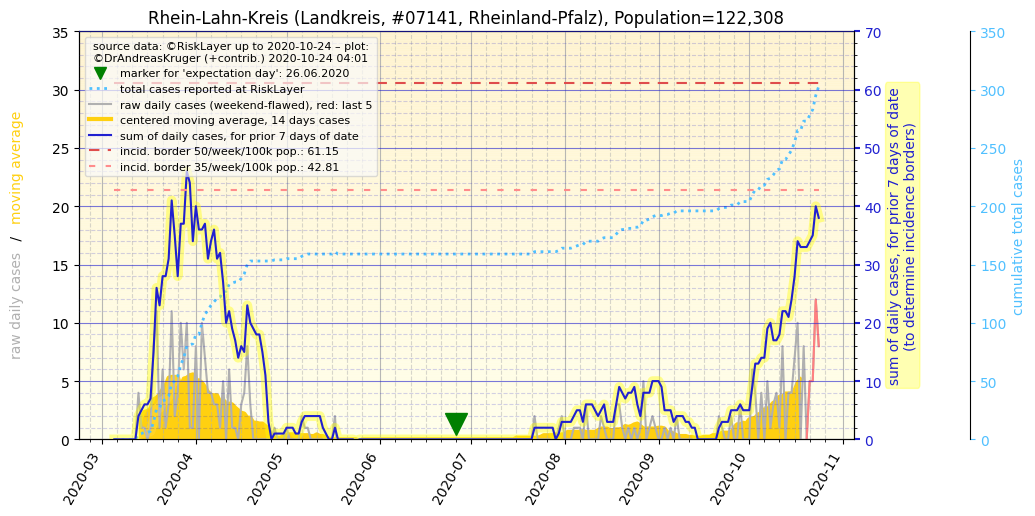 Rhein-Lahn-Kreis (Landkreis, #07141, Rheinland-Pfalz), Population=122,308
source data: ©RiskLayer up to 2020-10-24 – plot:
©DrAndreasKruger (+contrib.) 2020-10-24 04:01
marker for 'expectation day': 26.06.2020
total cases reported at RiskLayer
raw daily cases (weekend-flawed), red: last 5
centered moving average, 14 days cases
sum of daily cases, for prior 7 days of date
incid. border 50/week/100k pop.: 61.15
incid. border 35/week/100k pop.: 42.81
raw daily cases / moving average
35
30
25
20
15
10
5
0
70
60
50
40
30
20
10
0
sum of daily cases, for prior 7 days of date
(to determine incidence borders)
350
300
250
200
150
100
50
0
cumulative total cases
2020-03
2020-04
2020-05
2020-06
2020-07
2020-08
2020-09
2020-10
2020-11